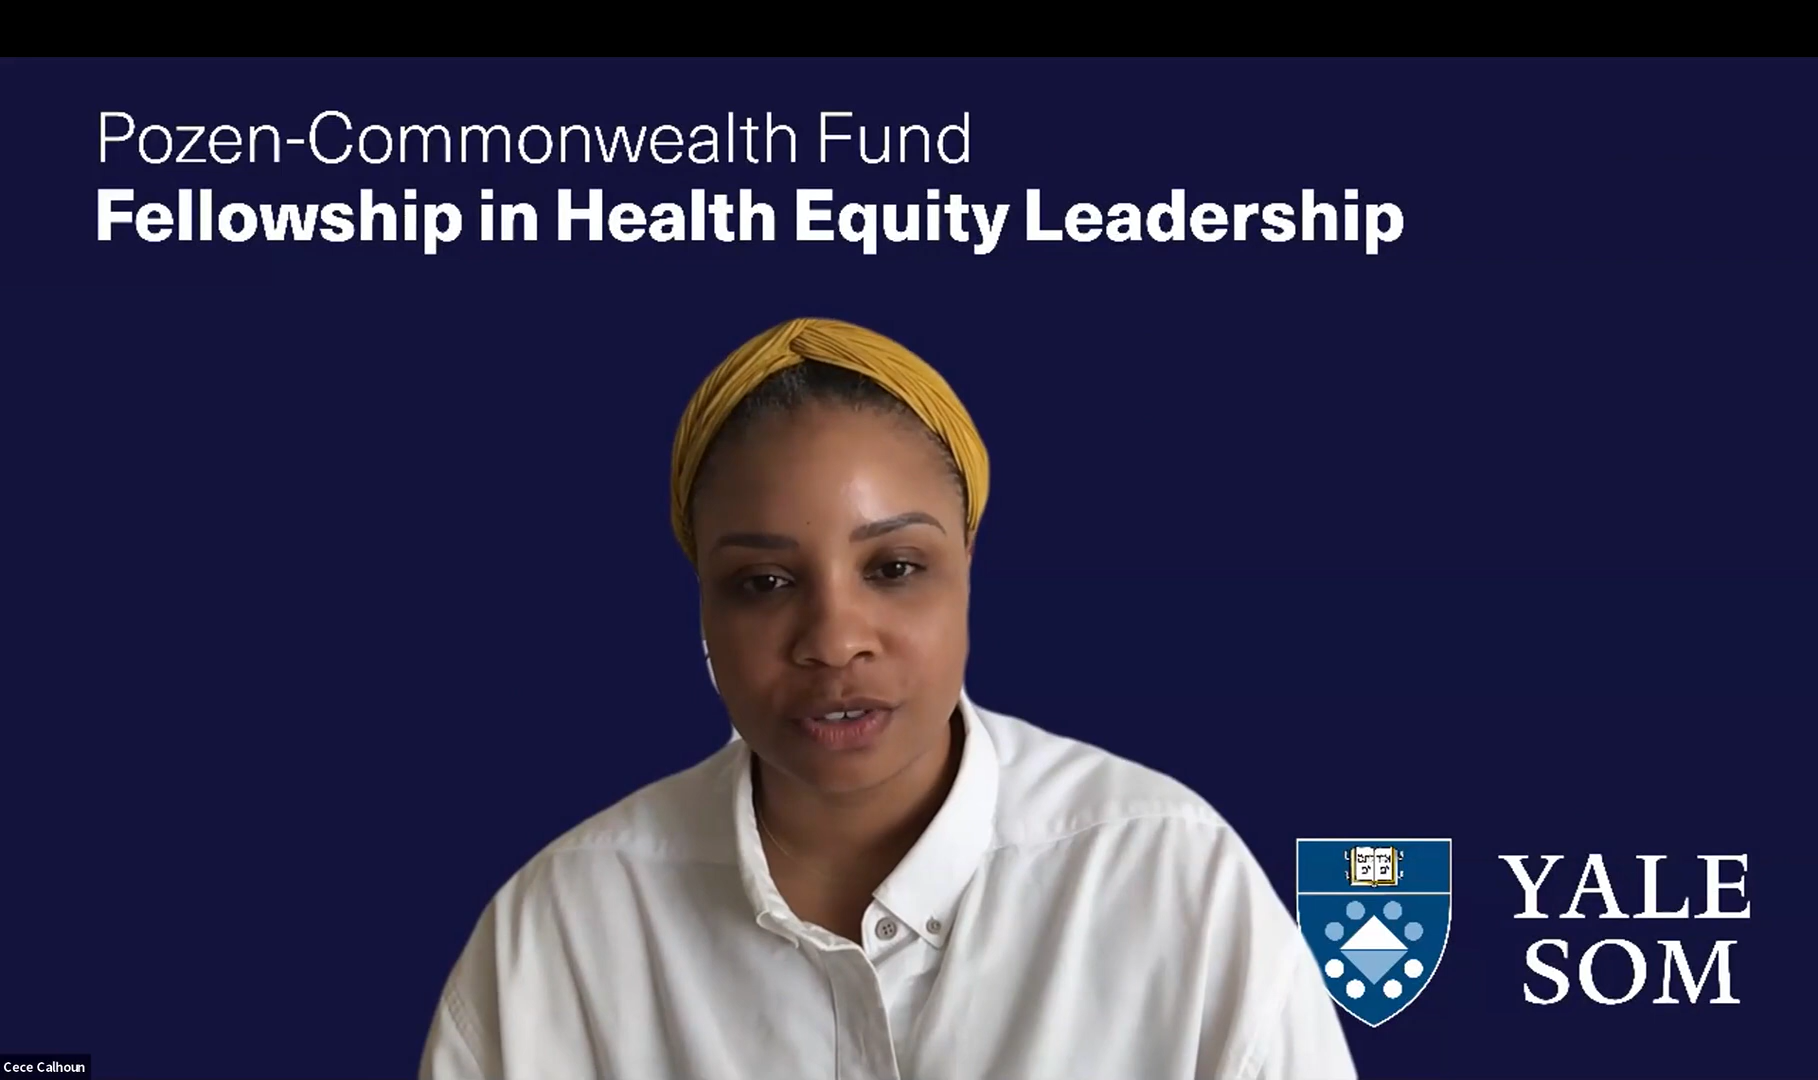 Pozen-Commonwealth Fund
Fellowship in Health Equity Leadership
YALE
SOM
Cece Calhoun